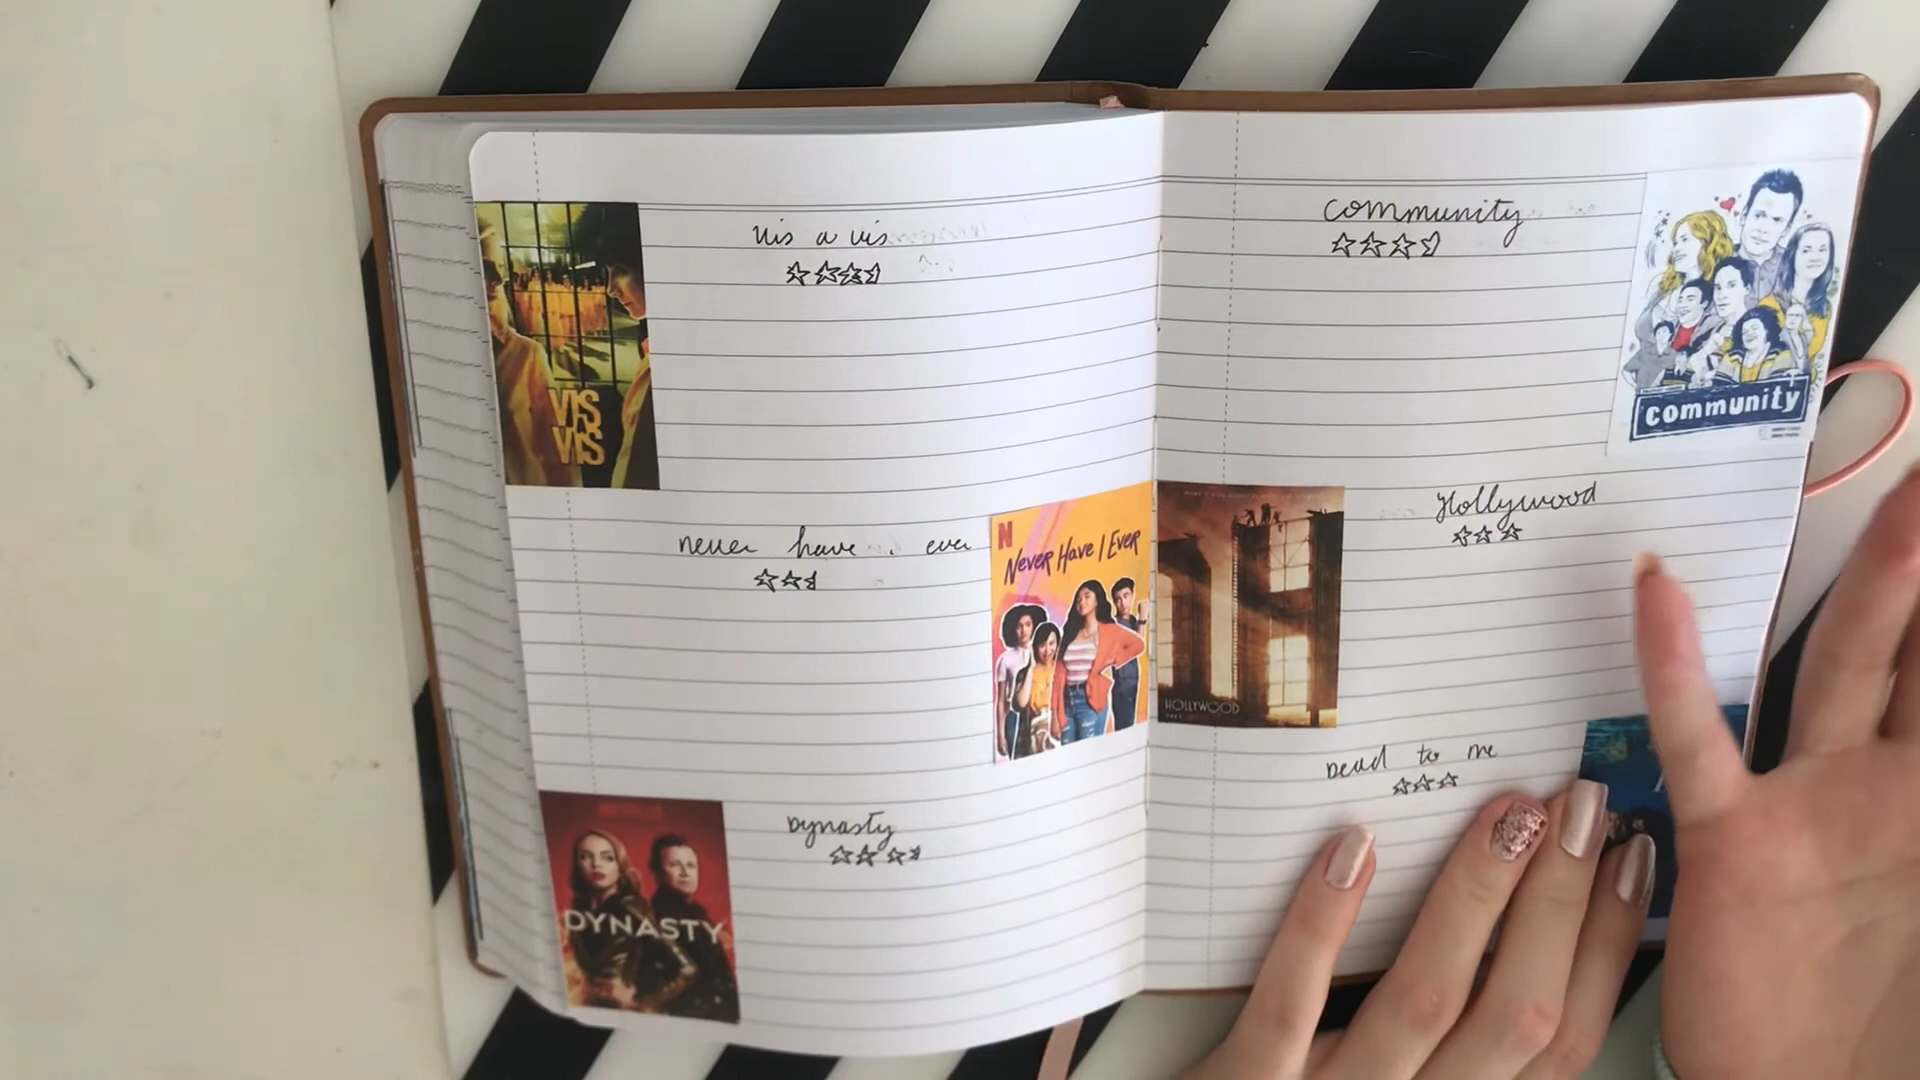 vis a vis
VIS
VIS
never have i ever
N
Never Have I Ever
Dynasty
DYNASTY
community
community
Hollywood
HOLLYWOOD
Dead to me